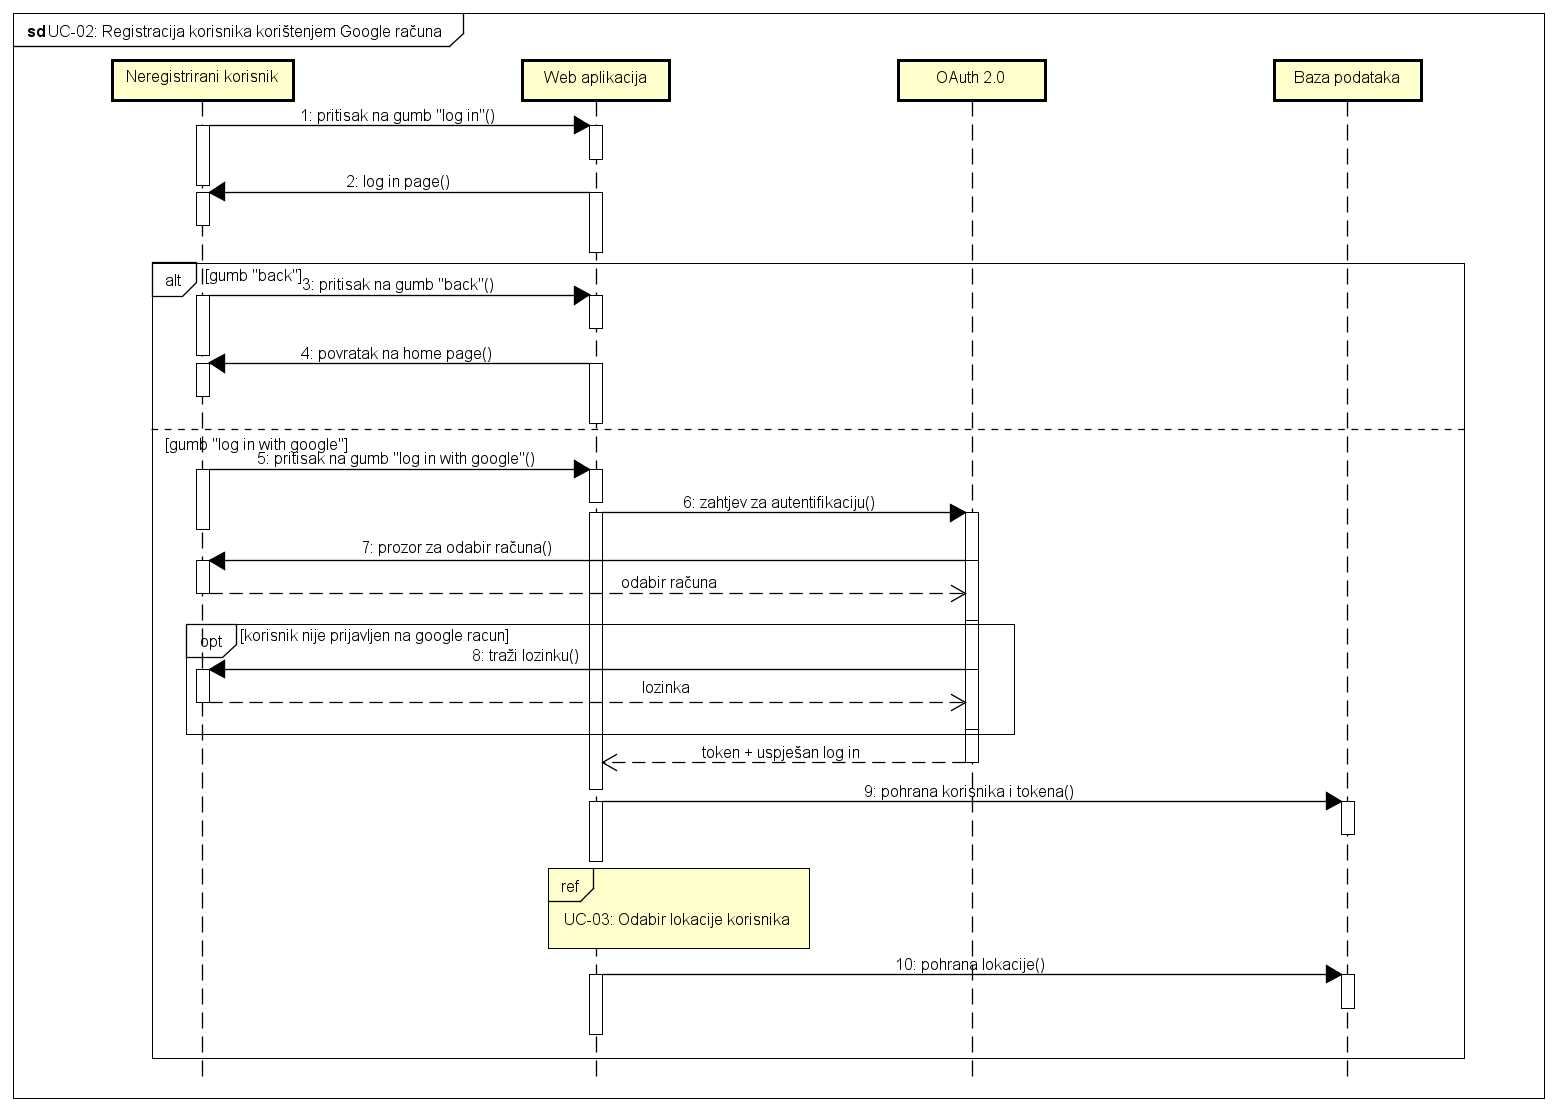 sd UC-02: Registracija korisnika korištenjem Google računa
Neregistrirani korisnik
Web aplikacija
OAuth 2.0
Baza podataka
1: pritisak na gumb "log in"()
2: log in page()
alt
[gumb "back"]
3: pritisak na gumb "back"()
4: povratak na home page()
[gumb "log in with google"]
5: pritisak na gumb "log in with google"()
6: zahtjev za autentifikaciju()
7: prozor za odabir računa()
odabir računa
opt
[korisnik nije prijavljen na google racun]
8: traži lozinku()
lozinka
token + uspješan log in
9: pohrana korisnika i tokena()
ref
UC-03: Odabir lokacije korisnika
10: pohrana lokacije()